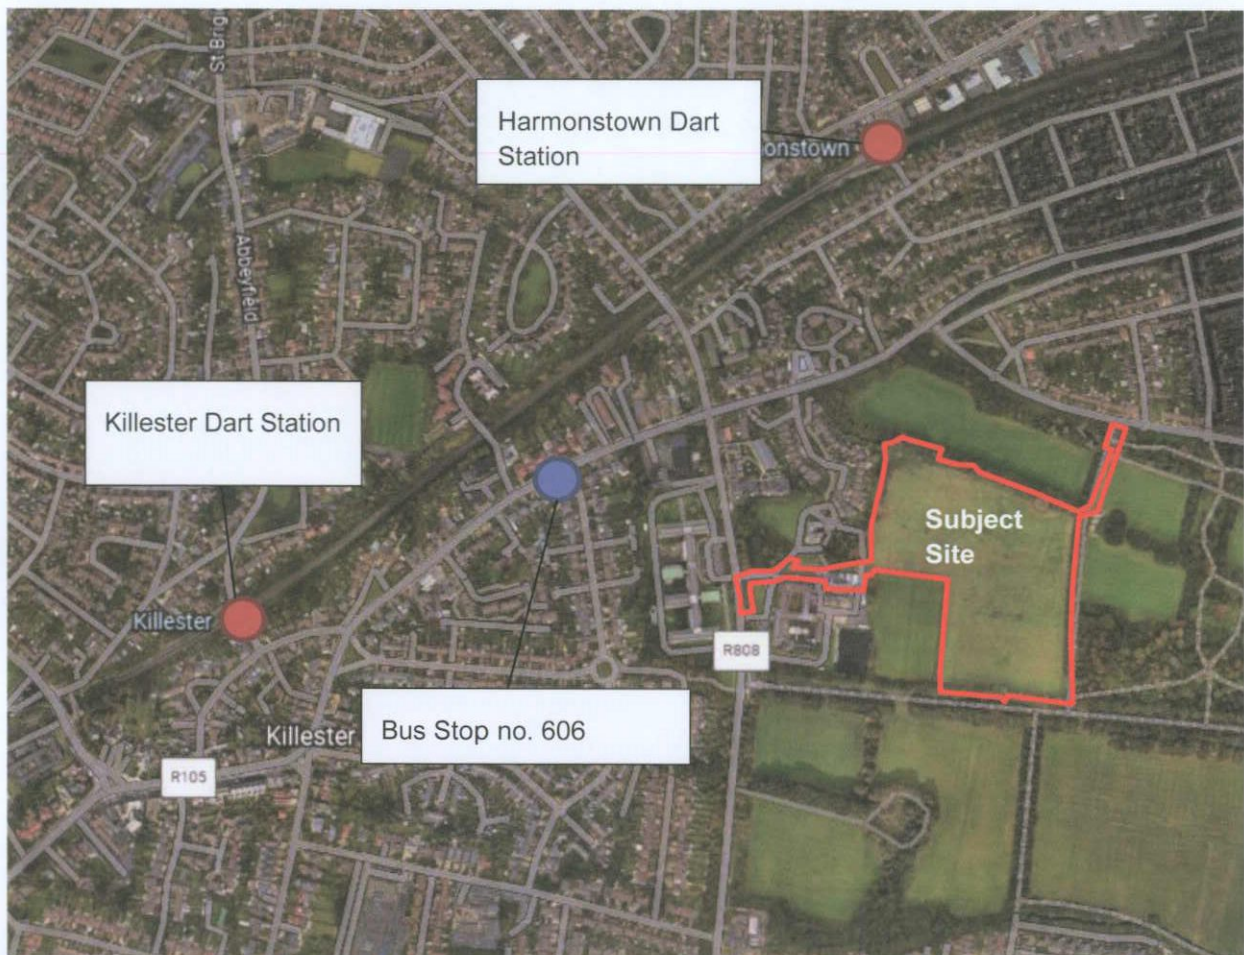 St Brig
Harmonstown Dart
Station
onstown
Abbeyfield
Killester Dart Station
Subject
Site
Killester
R808
Bus Stop no. 606
Killester
R105